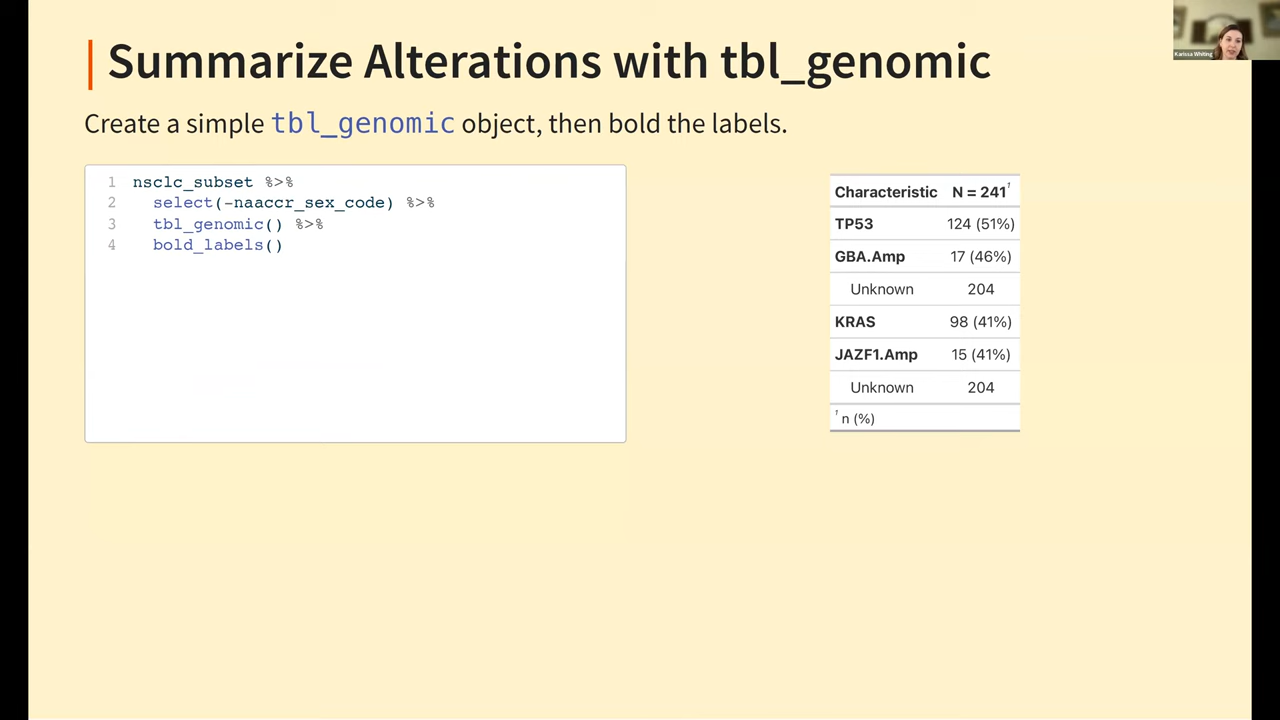 Summarize Alterations with tbl_genomic
Karissa Whiting
Create a simple tbl_genomic object, then bold the labels.
1 nsclc_subset %>%
2 select(-naaccr_sex_code) %>%
3 tbl_genomic() %>%
4 bold_labels()
Characteristic N = 241¹
TP53 124 (51%)
GBA.Amp 17 (46%)
Unknown 204
KRAS 98 (41%)
JAZF1.Amp 15 (41%)
Unknown 204
¹ n (%)